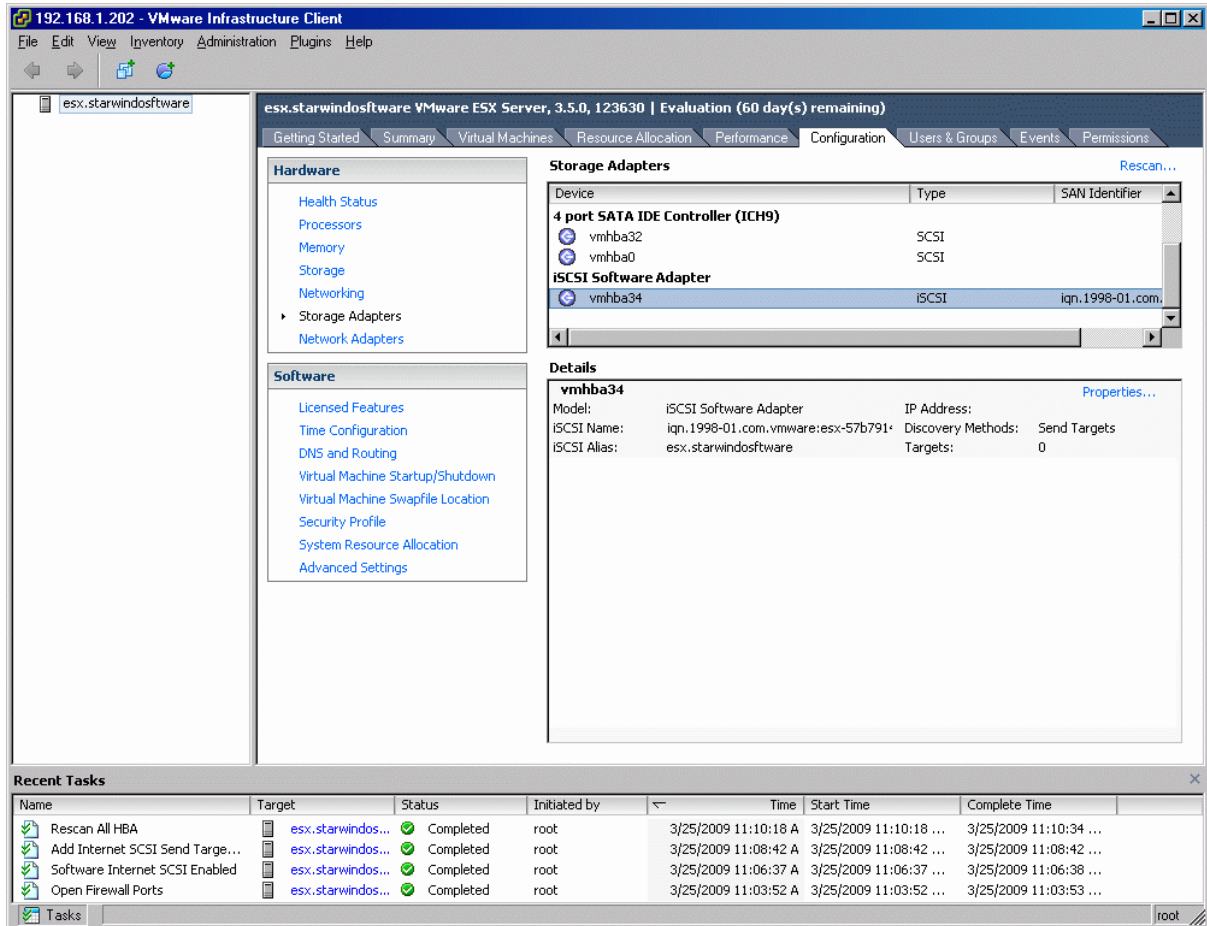 192.168.1.202 - VMware Infrastructure Client
File Edit View Inventory Administration Plugins Help
esx.starwindosftware
esx.starwindosftware VMware ESX Server, 3.5.0, 123630 | Evaluation (60 day(s) remaining)
Getting Started Summary Virtual Machines Resource Allocation Performance Configuration Users & Groups Events Permissions
Hardware
Health Status
Processors
Memory
Storage
Networking
Storage Adapters
Network Adapters
Software
Licensed Features
Time Configuration
DNS and Routing
Virtual Machine Startup/Shutdown
Virtual Machine Swapfile Location
Security Profile
System Resource Allocation
Advanced Settings
Storage Adapters Rescan...
Device Type SAN Identifier
4 port SATA IDE Controller (ICH9)
vmhba32 SCSI
vmhba0 SCSI
iSCSI Software Adapter
vmhba34 iSCSI iqn.1998-01.com.
Details
vmhba34 Properties...
Model: iSCSI Software Adapter IP Address:
iSCSI Name: iqn.1998-01.com.vmware:esx-57b791 Discovery Methods: Send Targets
iSCSI Alias: esx.starwindosftware Targets: 0
Recent Tasks
Name Target Status Initiated by Time Start Time Complete Time
Rescan All HBA esx.starwindos... Completed root 3/25/2009 11:10:18 A 3/25/2009 11:10:18 ... 3/25/2009 11:10:34 ...
Add Internet SCSI Send Targe... esx.starwindos... Completed root 3/25/2009 11:08:42 A 3/25/2009 11:08:42 ... 3/25/2009 11:08:42 ...
Software Internet SCSI Enabled esx.starwindos... Completed root 3/25/2009 11:06:37 A 3/25/2009 11:06:37 ... 3/25/2009 11:06:38 ...
Open Firewall Ports esx.starwindos... Completed root 3/25/2009 11:03:52 A 3/25/2009 11:03:52 ... 3/25/2009 11:03:53 ...
Tasks root